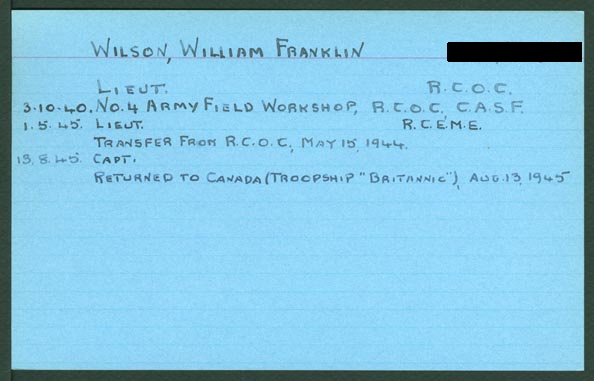 WILSON, WILLIAM FRANKLIN
LIEUT. R.C.O.C.
3.10.40. NO.4 ARMY FIELD WORKSHOP, R.C.O.C. C.A.S.F.
1.5.45. LIEUT. R.C.E.M.E.
TRANSFER FROM R.C.O.C., MAY 15, 1944.
13.8.45. CAPT.
RETURNED TO CANADA (TROOPSHIP "BRITANNIC"), AUG. 13, 1945